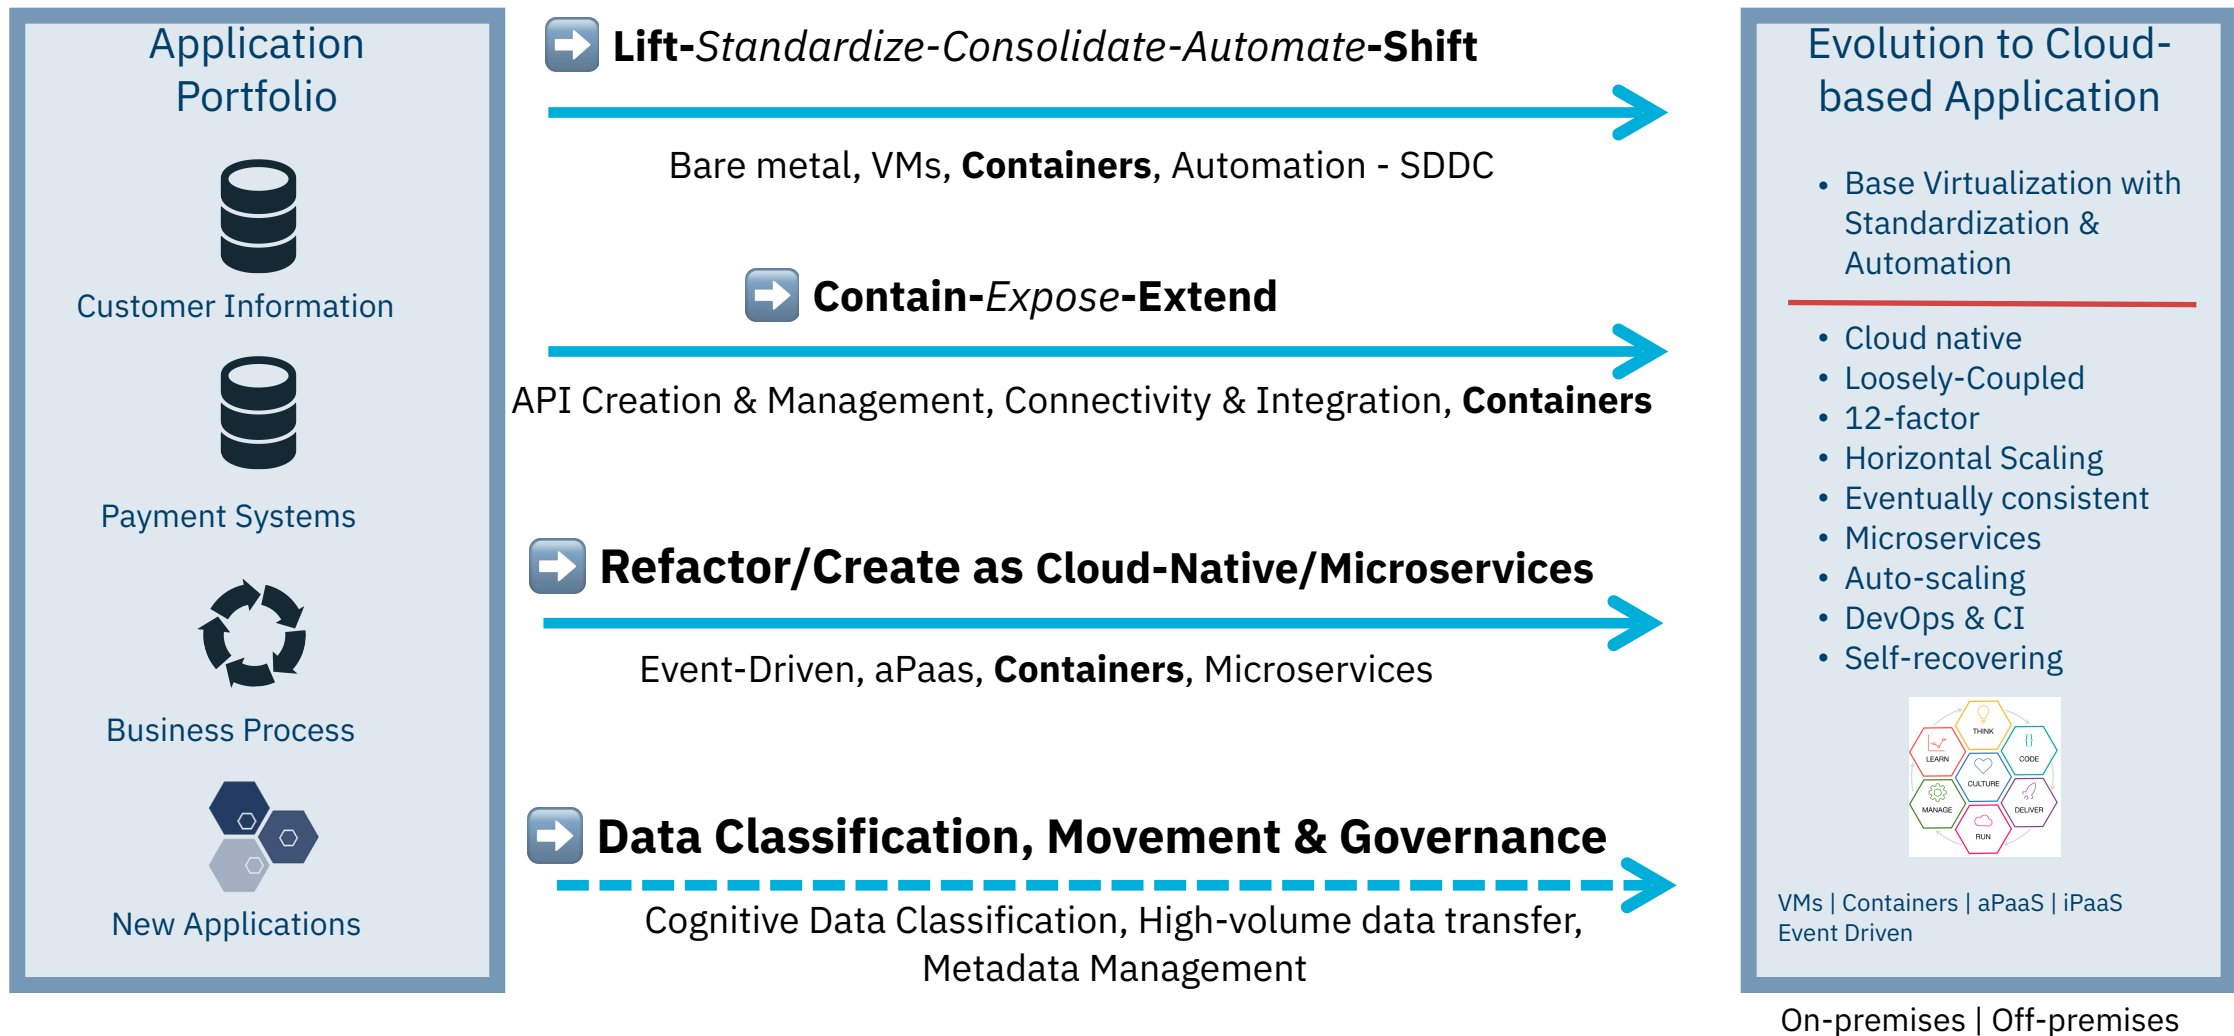 Application
Portfolio
Customer Information
Payment Systems
Business Process
New Applications
Lift-Standardize-Consolidate-Automate-Shift
Bare metal, VMs, Containers, Automation - SDDC
Contain-Expose-Extend
API Creation & Management, Connectivity & Integration, Containers
Refactor/Create as Cloud-Native/Microservices
Event-Driven, aPaas, Containers, Microservices
Data Classification, Movement & Governance
Cognitive Data Classification, High-volume data transfer,
Metadata Management
Evolution to Cloud-
based Application
• Base Virtualization with
Standardization &
Automation
• Cloud native
• Loosely-Coupled
• 12-factor
• Horizontal Scaling
• Eventually consistent
• Microservices
• Auto-scaling
• DevOps & CI
• Self-recovering
THINK
LEARN
CODE
CULTURE
MANAGE
DELIVER
RUN
VMs | Containers | aPaaS | iPaaS
Event Driven
On-premises | Off-premises